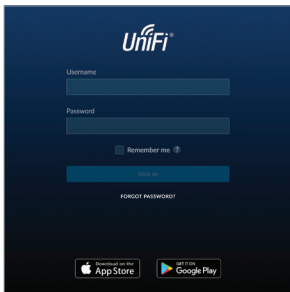 UniFi®
Username
Password
Remember me ?
SIGN IN
FORGOT PASSWORD?
Download on the
App Store
GET IT ON
Google Play